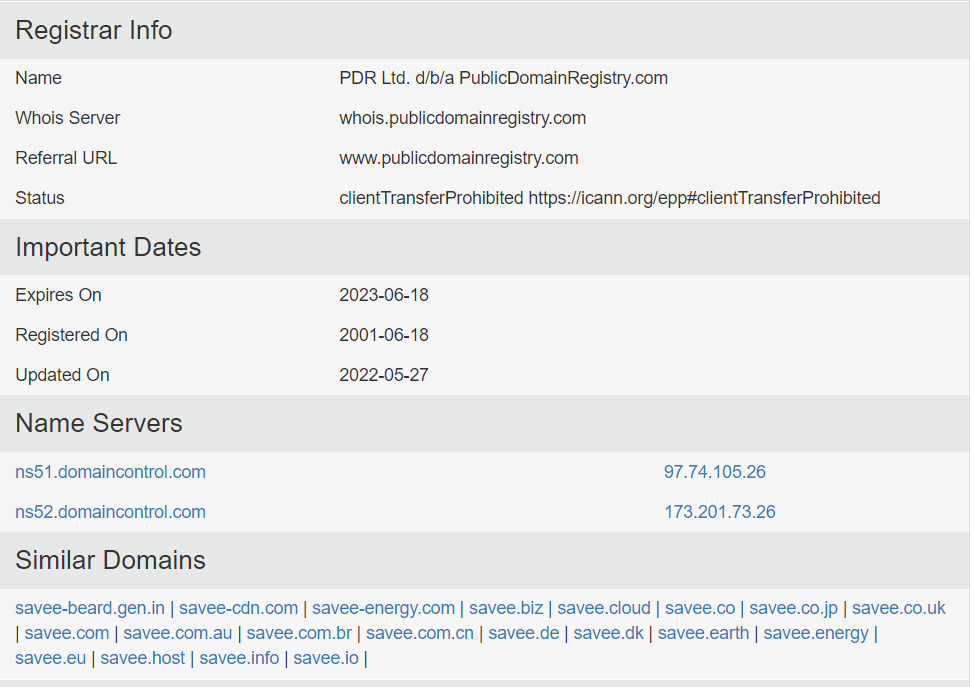 Registrar Info
Name PDR Ltd. d/b/a PublicDomainRegistry.com
Whois Server whois.publicdomainregistry.com
Referral URL www.publicdomainregistry.com
Status clientTransferProhibited https://icann.org/epp#clientTransferProhibited
Important Dates
Expires On 2023-06-18
Registered On 2001-06-18
Updated On 2022-05-27
Name Servers
ns51.domaincontrol.com 97.74.105.26
ns52.domaincontrol.com 173.201.73.26
Similar Domains
savee-beard.gen.in | savee-cdn.com | savee-energy.com | savee.biz | savee.cloud | savee.co | savee.co.jp | savee.co.uk
| savee.com | savee.com.au | savee.com.br | savee.com.cn | savee.de | savee.dk | savee.earth | savee.energy |
savee.eu | savee.host | savee.info | savee.io |